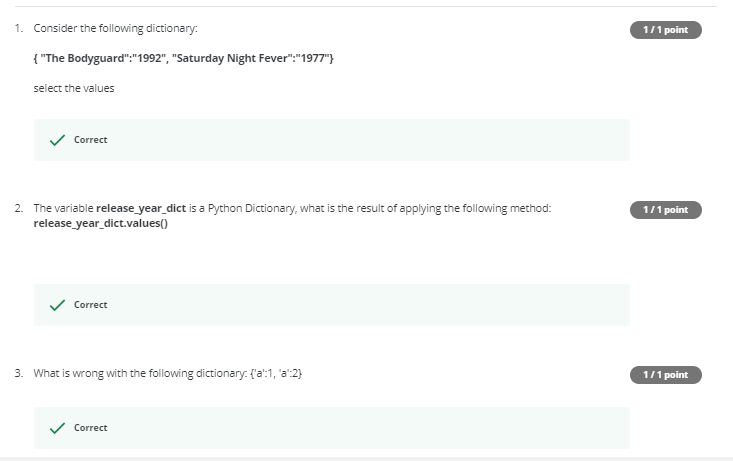 1. Consider the following dictionary:
1 / 1 point
{ "The Bodyguard":"1992", "Saturday Night Fever":"1977"}
select the values
Correct
2. The variable release_year_dict is a Python Dictionary, what is the result of applying the following method:
1 / 1 point
release_year_dict.values()
Correct
3. What is wrong with the following dictionary: {'a':1, 'a':2}
1 / 1 point
Correct